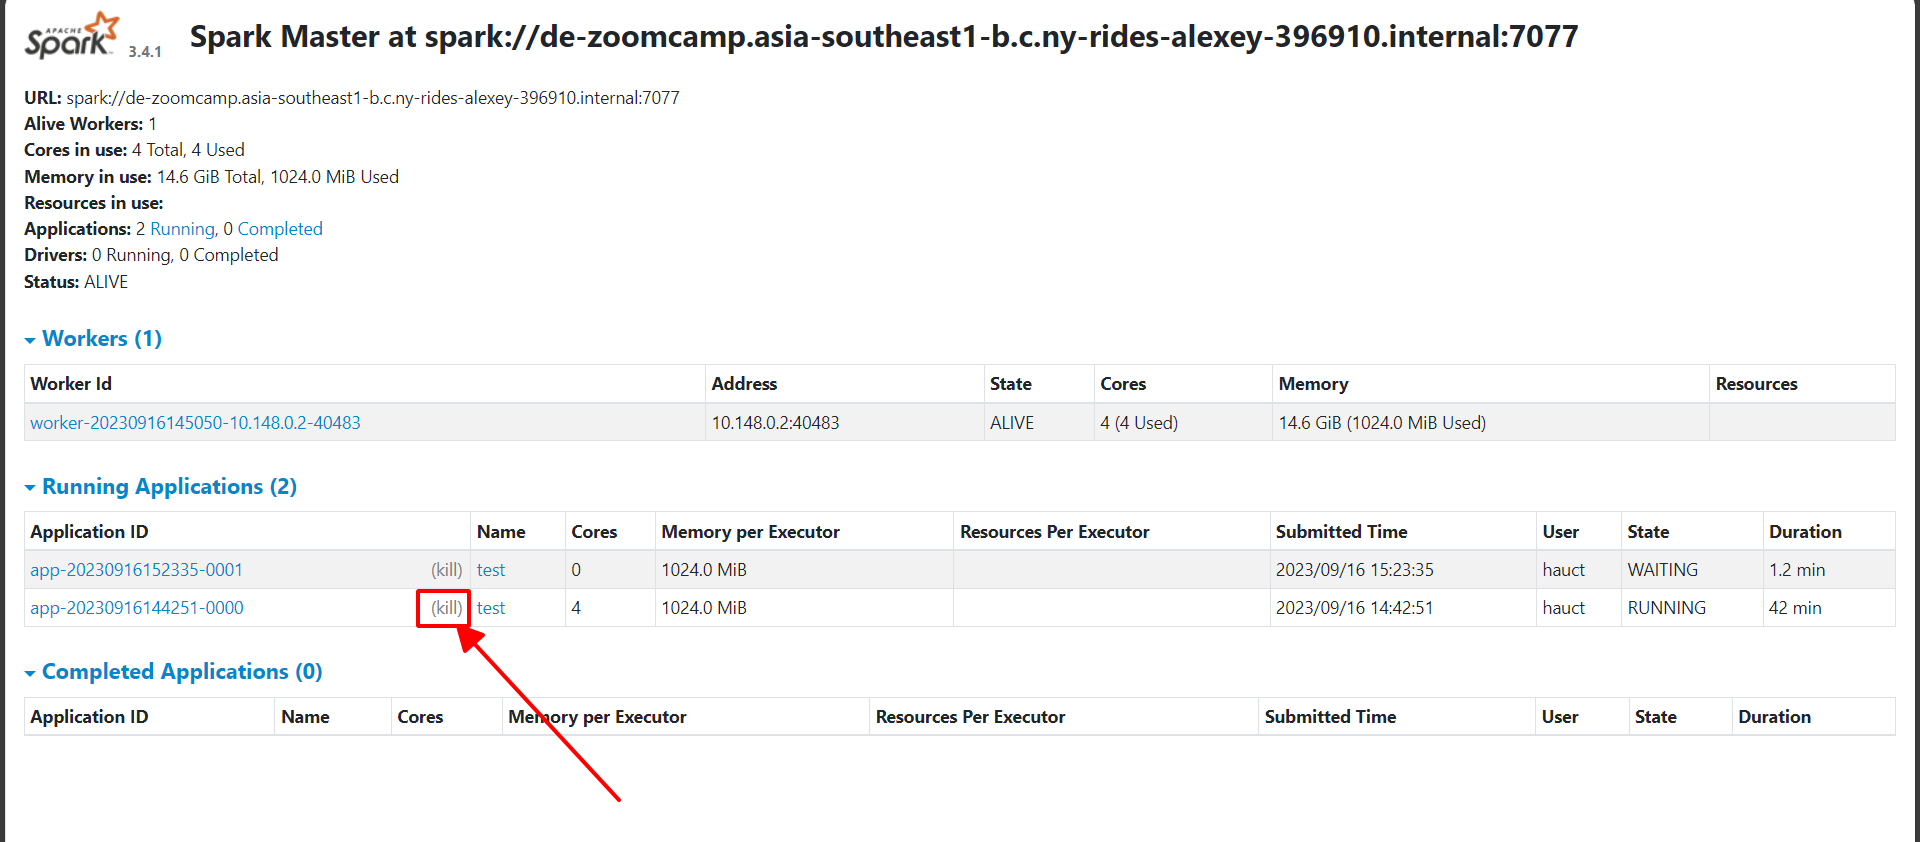 APACHE Spark 3.4.1 Spark Master at spark://de-zoomcamp.asia-southeast1-b.c.ny-rides-alexey-396910.internal:7077
URL: spark://de-zoomcamp.asia-southeast1-b.c.ny-rides-alexey-396910.internal:7077
Alive Workers: 1
Cores in use: 4 Total, 4 Used
Memory in use: 14.6 GiB Total, 1024.0 MiB Used
Resources in use:
Applications: 2 Running, 0 Completed
Drivers: 0 Running, 0 Completed
Status: ALIVE
Workers (1)
Worker Id Address State Cores Memory Resources
worker-20230916145050-10.148.0.2-40483 10.148.0.2:40483 ALIVE 4 (4 Used) 14.6 GiB (1024.0 MiB Used)
Running Applications (2)
Application ID Name Cores Memory per Executor Resources Per Executor Submitted Time User State Duration
app-20230916152335-0001 (kill) test 0 1024.0 MiB 2023/09/16 15:23:35 hauct WAITING 1.2 min
app-20230916144251-0000 (kill) test 4 1024.0 MiB 2023/09/16 14:42:51 hauct RUNNING 42 min
Completed Applications (0)
Application ID Name Cores Memory per Executor Resources Per Executor Submitted Time User State Duration